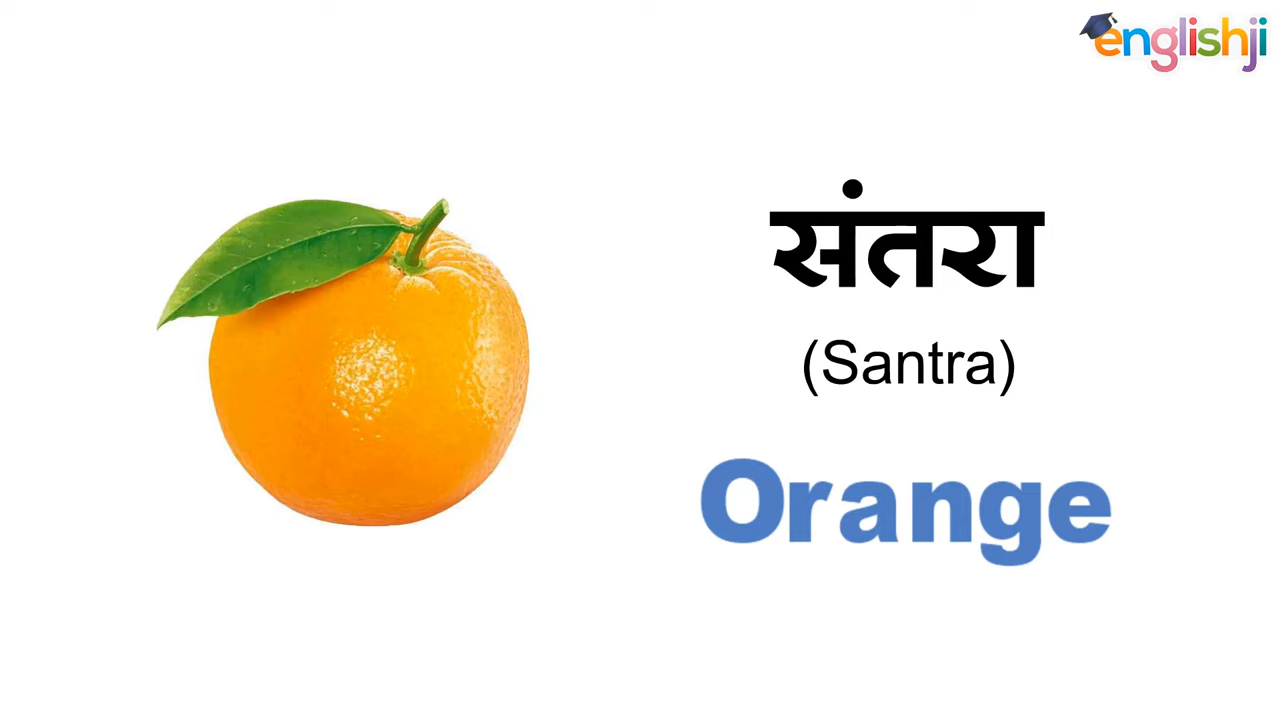 englishji
संतरा
(Santra)
Orange